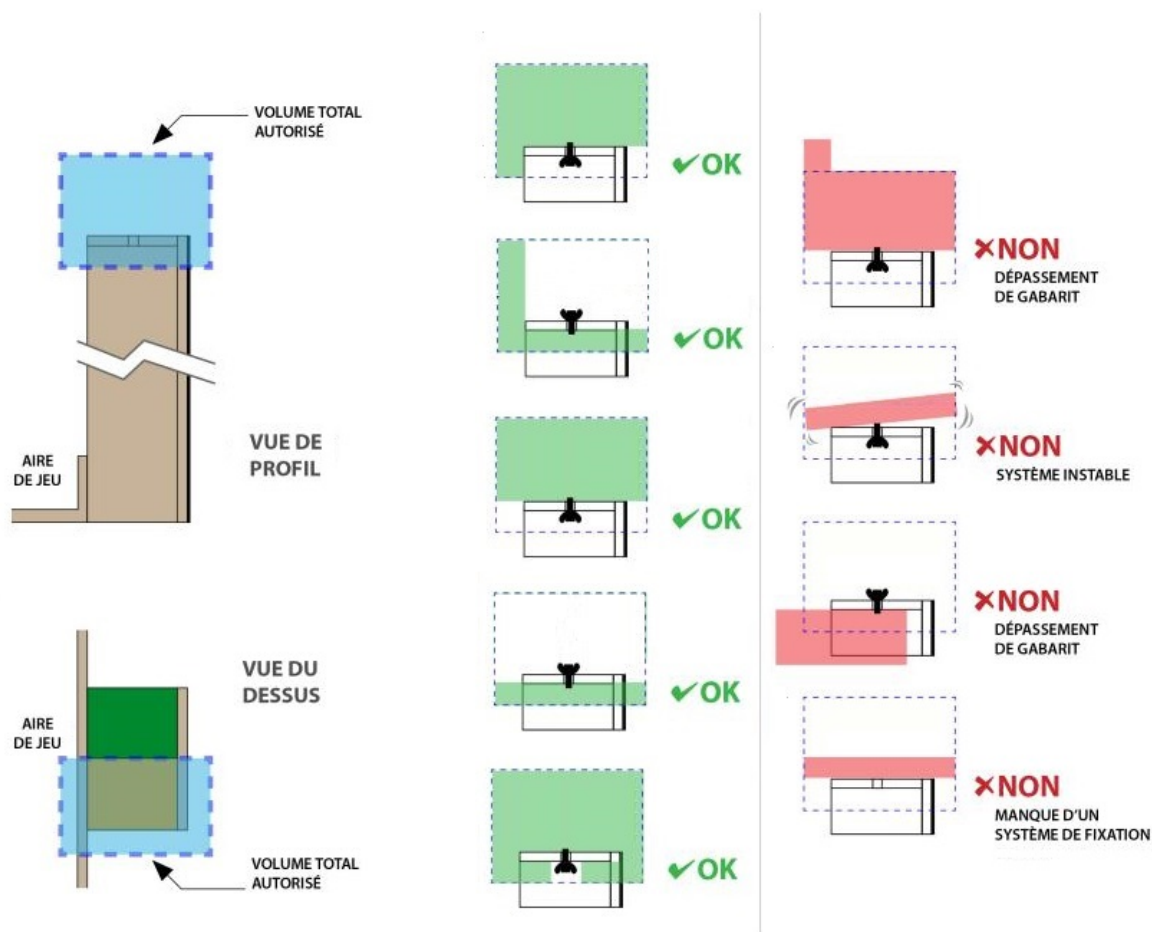 VOLUME TOTAL
AUTORISÉ
VUE DE
PROFIL
AIRE
DE JEU
VUE DU
DESSUS
AIRE
DE JEU
VOLUME TOTAL
AUTORISÉ
✔OK
✔OK
✔OK
✔OK
✔OK
✘NON
DÉPASSEMENT
DE GABARIT
✘NON
SYSTÈME INSTABLE
✘NON
DÉPASSEMENT
DE GABARIT
✘NON
MANQUE D'UN
SYSTÈME DE FIXATION